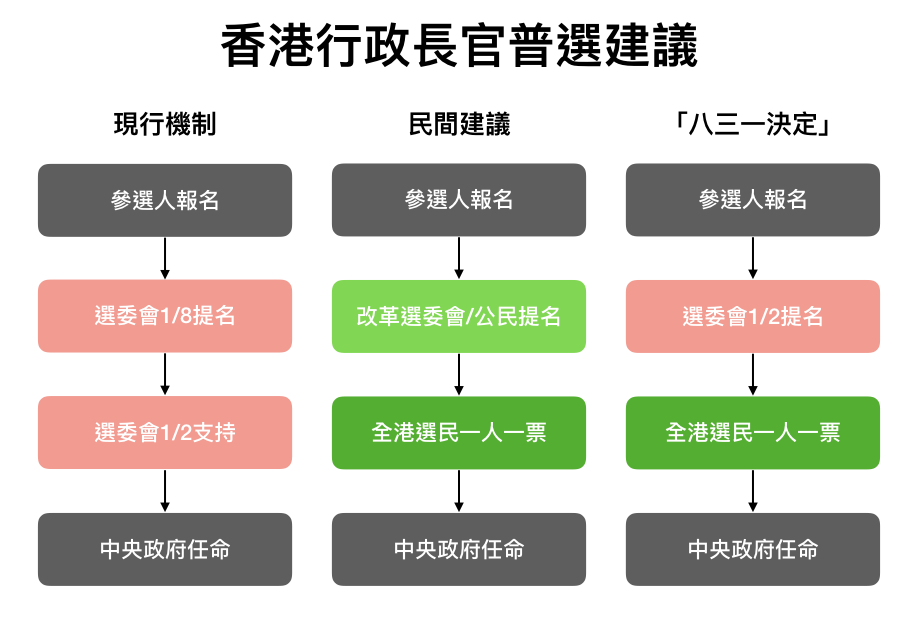 香港行政長官普選建議
現行機制
參選人報名
選委會1/8提名
選委會1/2支持
中央政府任命
民間建議
參選人報名
改革選委會/公民提名
全港選民一人一票
中央政府任命
「八三一決定」
參選人報名
選委會1/2提名
全港選民一人一票
中央政府任命